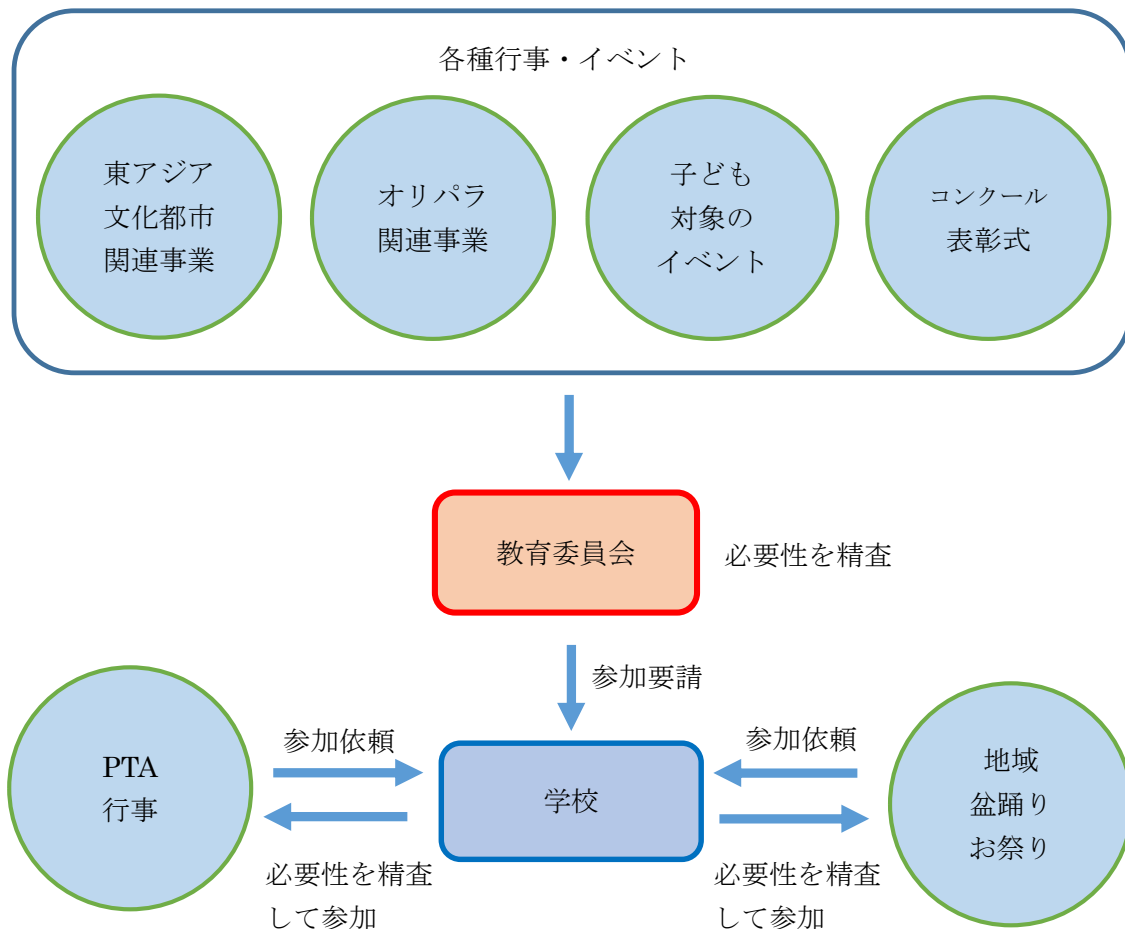 各種行事・イベント
東アジア
文化都市
関連事業
オリパラ
関連事業
子ども
対象の
イベント
コンクール
表彰式
教育委員会
必要性を精査
参加要請
PTA
行事
参加依頼
学校
参加依頼
地域
盆踊り
お祭り
必要性を精査
して参加
必要性を精査
して参加